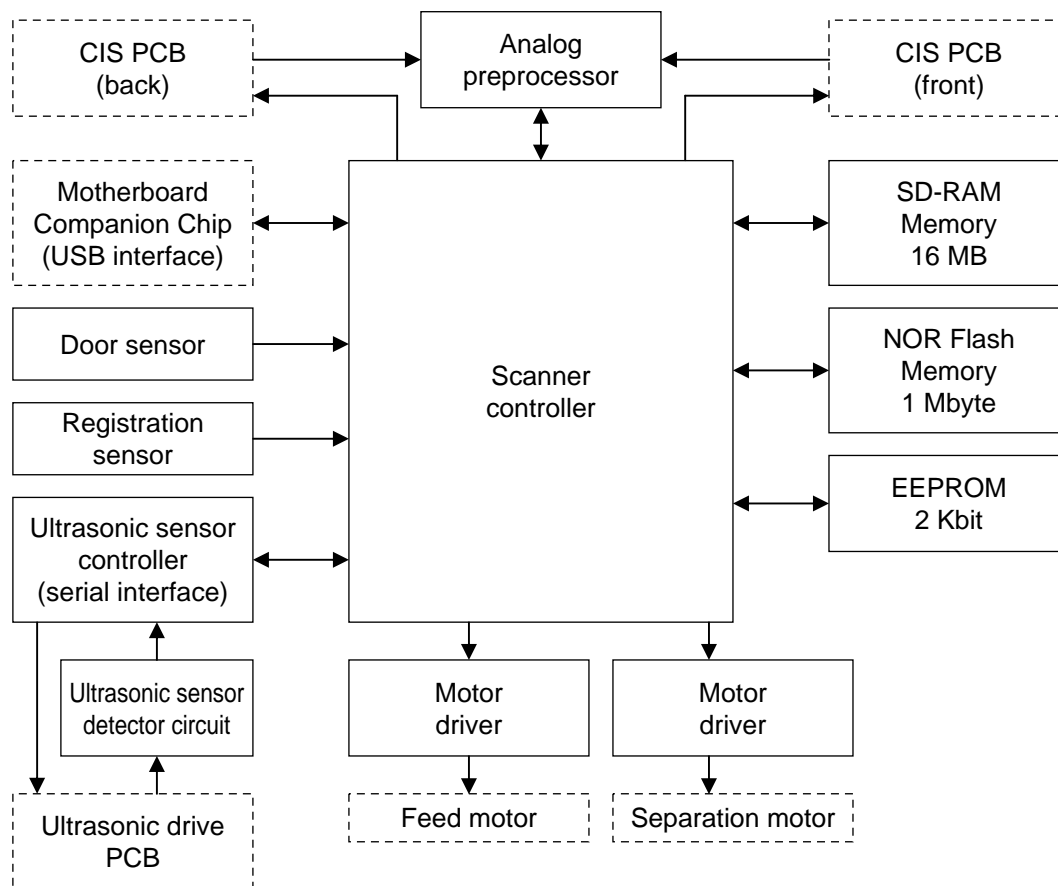 CIS PCB
(back)
Analog
preprocessor
CIS PCB
(front)
Motherboard
Companion Chip
(USB interface)
SD-RAM
Memory
16 MB
Door sensor
Scanner
controller
NOR Flash
Memory
1 Mbyte
Registration
sensor
EEPROM
2 Kbit
Ultrasonic sensor
controller
(serial interface)
Ultrasonic sensor
detector circuit
Motor
driver
Motor
driver
Ultrasonic drive
PCB
Feed motor
Separation motor